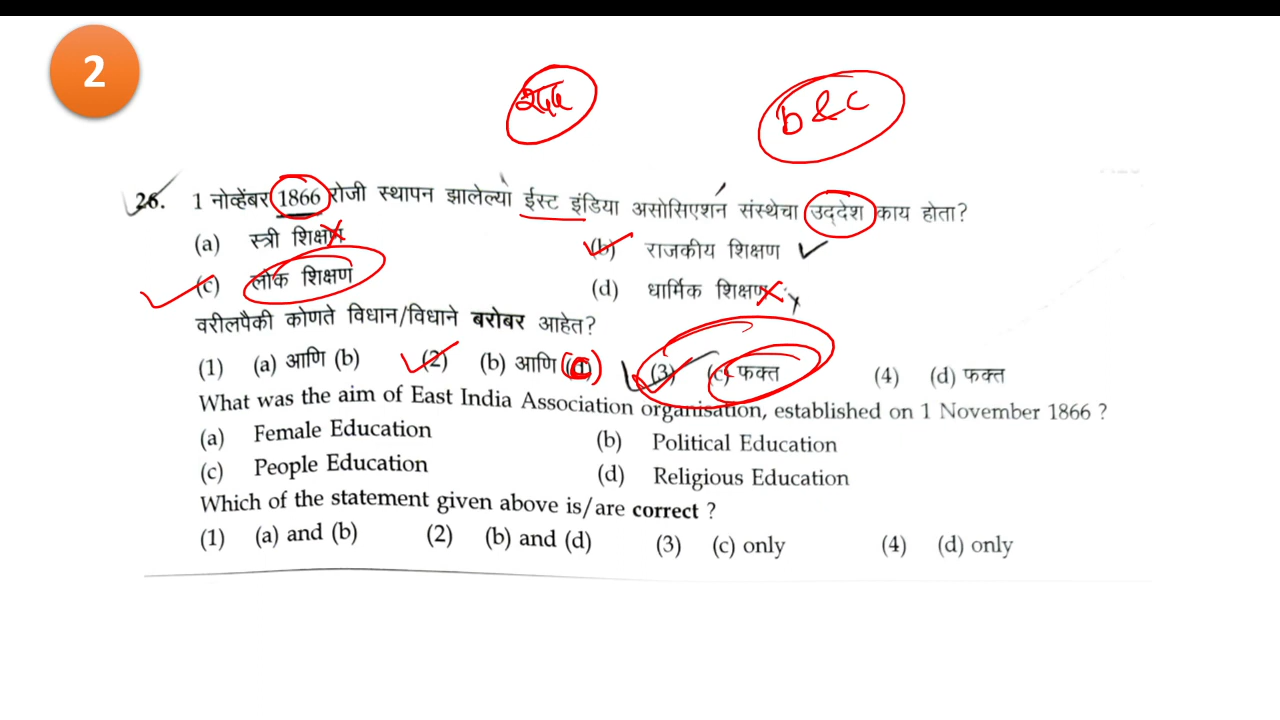 2
b & c
26. 1 नोव्हेंबर 1866 रोजी स्थापन झालेल्या ईस्ट इंडिया असोसिएशन संस्थेचा उद्देश काय होता?
(a) स्त्री शिक्षण (b) राजकीय शिक्षण
(c) लोक शिक्षण (d) धार्मिक शिक्षण
वरीलपैकी कोणते विधान/विधाने बरोबर आहेत?
(1) (a) आणि (b) (2) (b) आणि (c) (3) (c) फक्त (4) (d) फक्त
What was the aim of East India Association organisation, established on 1 November 1866 ?
(a) Female Education (b) Political Education
(c) People Education (d) Religious Education
Which of the statement given above is/are correct ?
(1) (a) and (b) (2) (b) and (d) (3) (c) only (4) (d) only